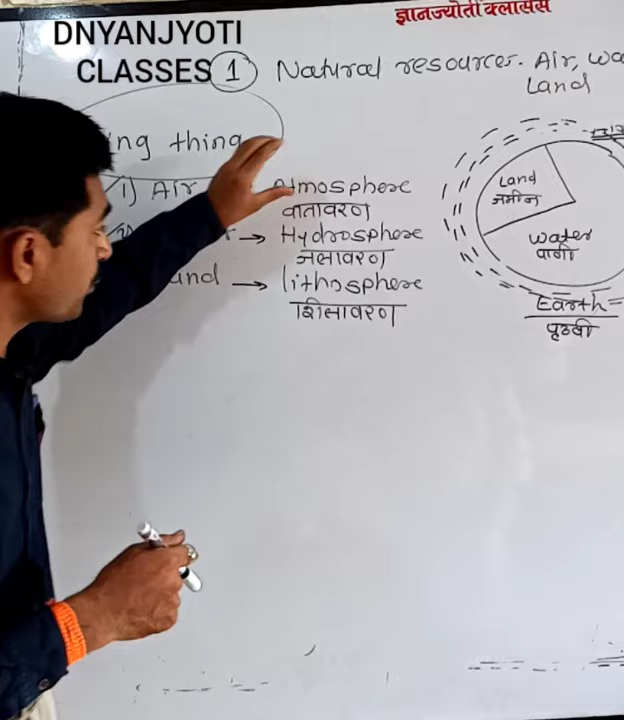 ज्ञानज्योती क्लासेस
DNYANJYOTI
CLASSES
1 Natural resources. Air, Wa
Land
ng thing
1) Air
Atmosphere
वातावरण
→ Hydrosphere
जलावरण
and → lithosphere
शिलावरण
Land
जमीन
Water
पाणी
Earth =
पृथ्वी